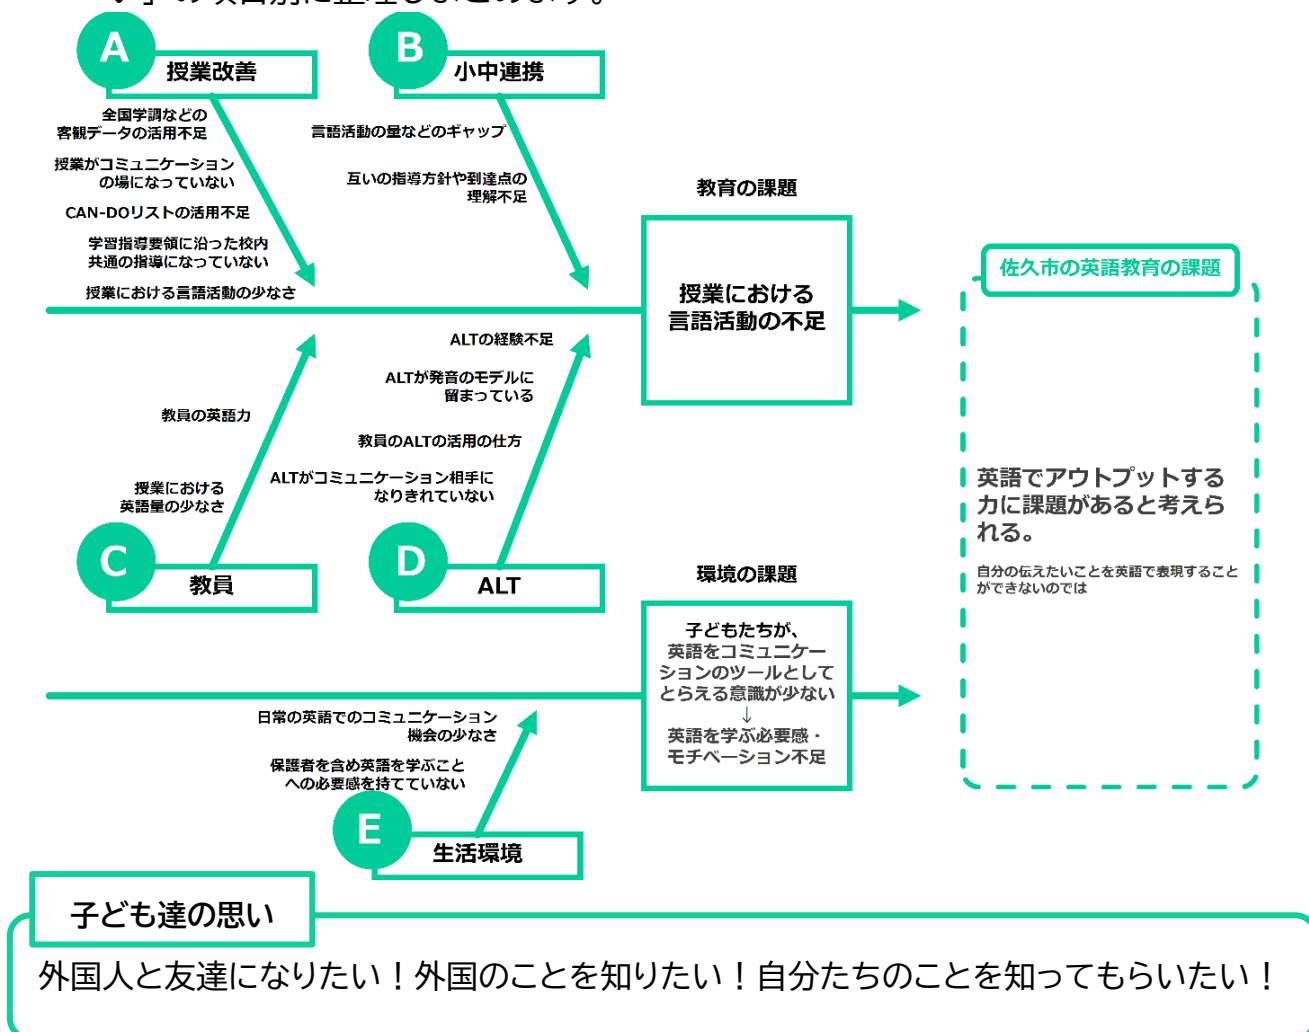 い」の項目別に整理しまとめます。
A
授業改善
全国学調などの
客観データの活用不足
授業がコミュニケーション
の場になっていない
CAN-DOリストの活用不足
学習指導要領に沿った校内
共通の指導になっていない
授業における言語活動の少なさ
B
小中連携
言語活動の量などのギャップ
互いの指導方針や到達点の
理解不足
教育の課題
授業における
言語活動の不足
教員の英語力
授業における
英語量の少なさ
C
教員
ALTの経験不足
ALTが発音のモデルに
留まっている
教員のALTの活用の仕方
ALTがコミュニケーション相手に
なりきれていない
D
ALT
環境の課題
子どもたちが、
英語をコミュニケー
ションのツールとして
とらえる意識が少ない
↓
英語を学ぶ必要感・
モチベーション不足
日常の英語でのコミュニケーション
機会の少なさ
保護者を含め英語を学ぶこと
への必要感を持てていない
E
生活環境
佐久市の英語教育の課題
英語でアウトプットする
力に課題があると考えら
れる。
自分の伝えたいことを英語で表現すること
ができないのでは
子ども達の思い
外国人と友達になりたい！外国のことを知りたい！自分たちのことを知ってもらいたい！